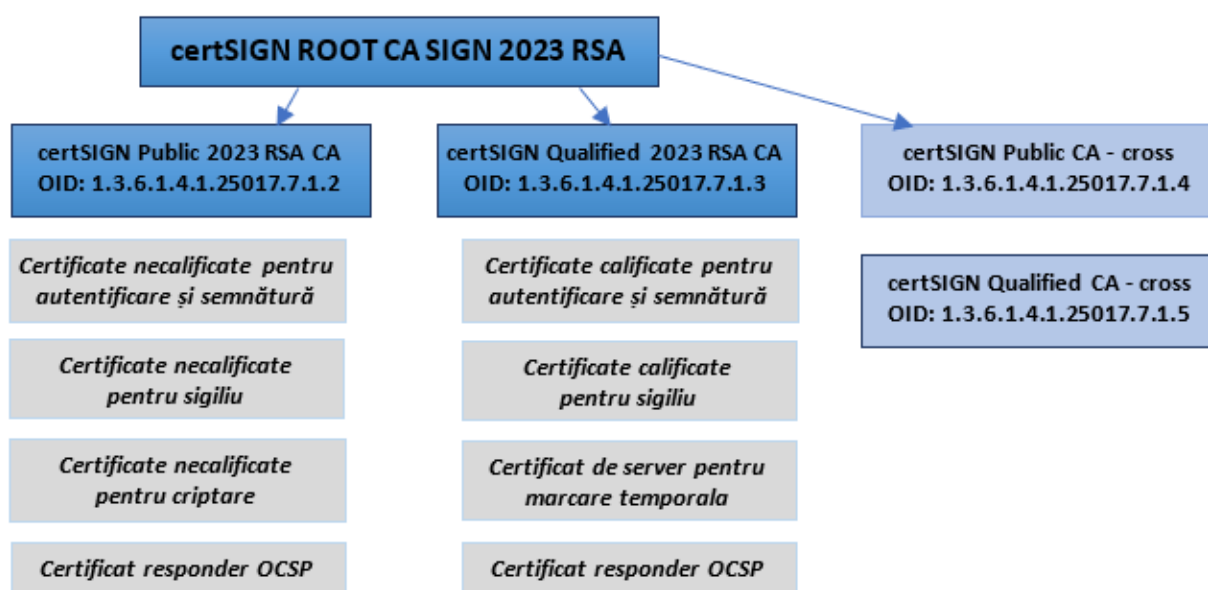 certSIGN ROOT CA SIGN 2023 RSA
certSIGN Public 2023 RSA CA
OID: 1.3.6.1.4.1.25017.7.1.2
Certificate necalificate pentru
autentificare și semnătură
Certificate necalificate
pentru sigiliu
Certificate necalificate
pentru criptare
Certificat responder OCSP
certSIGN Qualified 2023 RSA CA
OID: 1.3.6.1.4.1.25017.7.1.3
Certificate calificate pentru
autentificare și semnătură
Certificate calificate
pentru sigiliu
Certificat de server pentru
marcare temporala
Certificat responder OCSP
certSIGN Public CA - cross
OID: 1.3.6.1.4.1.25017.7.1.4
certSIGN Qualified CA - cross
OID: 1.3.6.1.4.1.25017.7.1.5